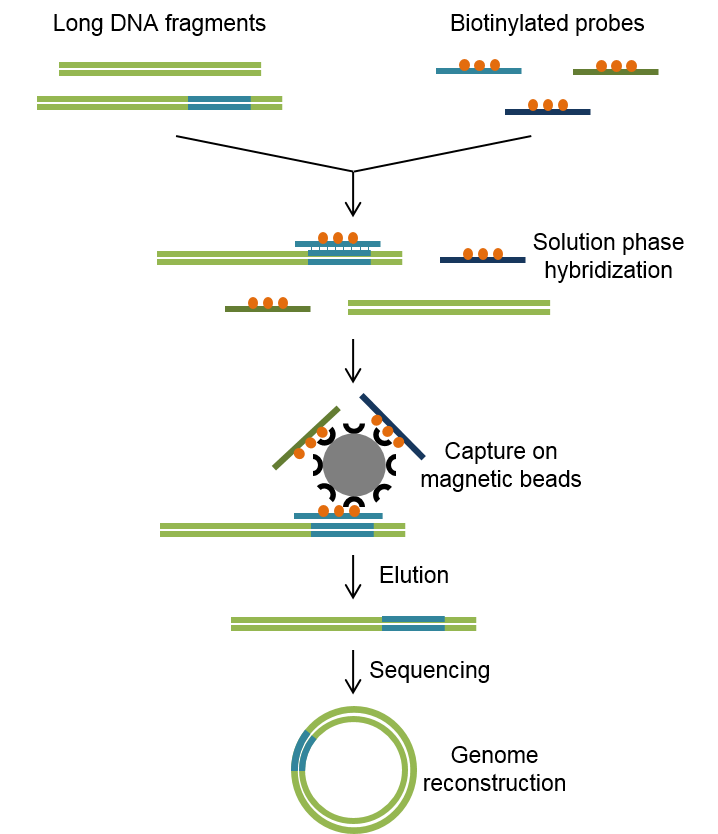 Long DNA fragments
Biotinylated probes
Solution phase
hybridization
Capture on
magnetic beads
Elution
Sequencing
Genome
reconstruction